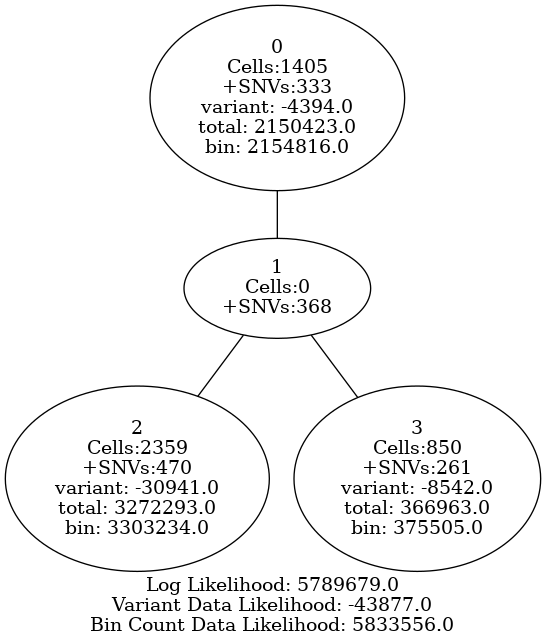 0
Cells:1405
+SNVs:333
variant: -4394.0
total: 2150423.0
bin: 2154816.0
1
Cells:0
+SNVs:368
2
Cells:2359
+SNVs:470
variant: -30941.0
total: 3272293.0
bin: 3303234.0
3
Cells:850
+SNVs:261
variant: -8542.0
total: 366963.0
bin: 375505.0
Log Likelihood: 5789679.0
Variant Data Likelihood: -43877.0
Bin Count Data Likelihood: 5833556.0